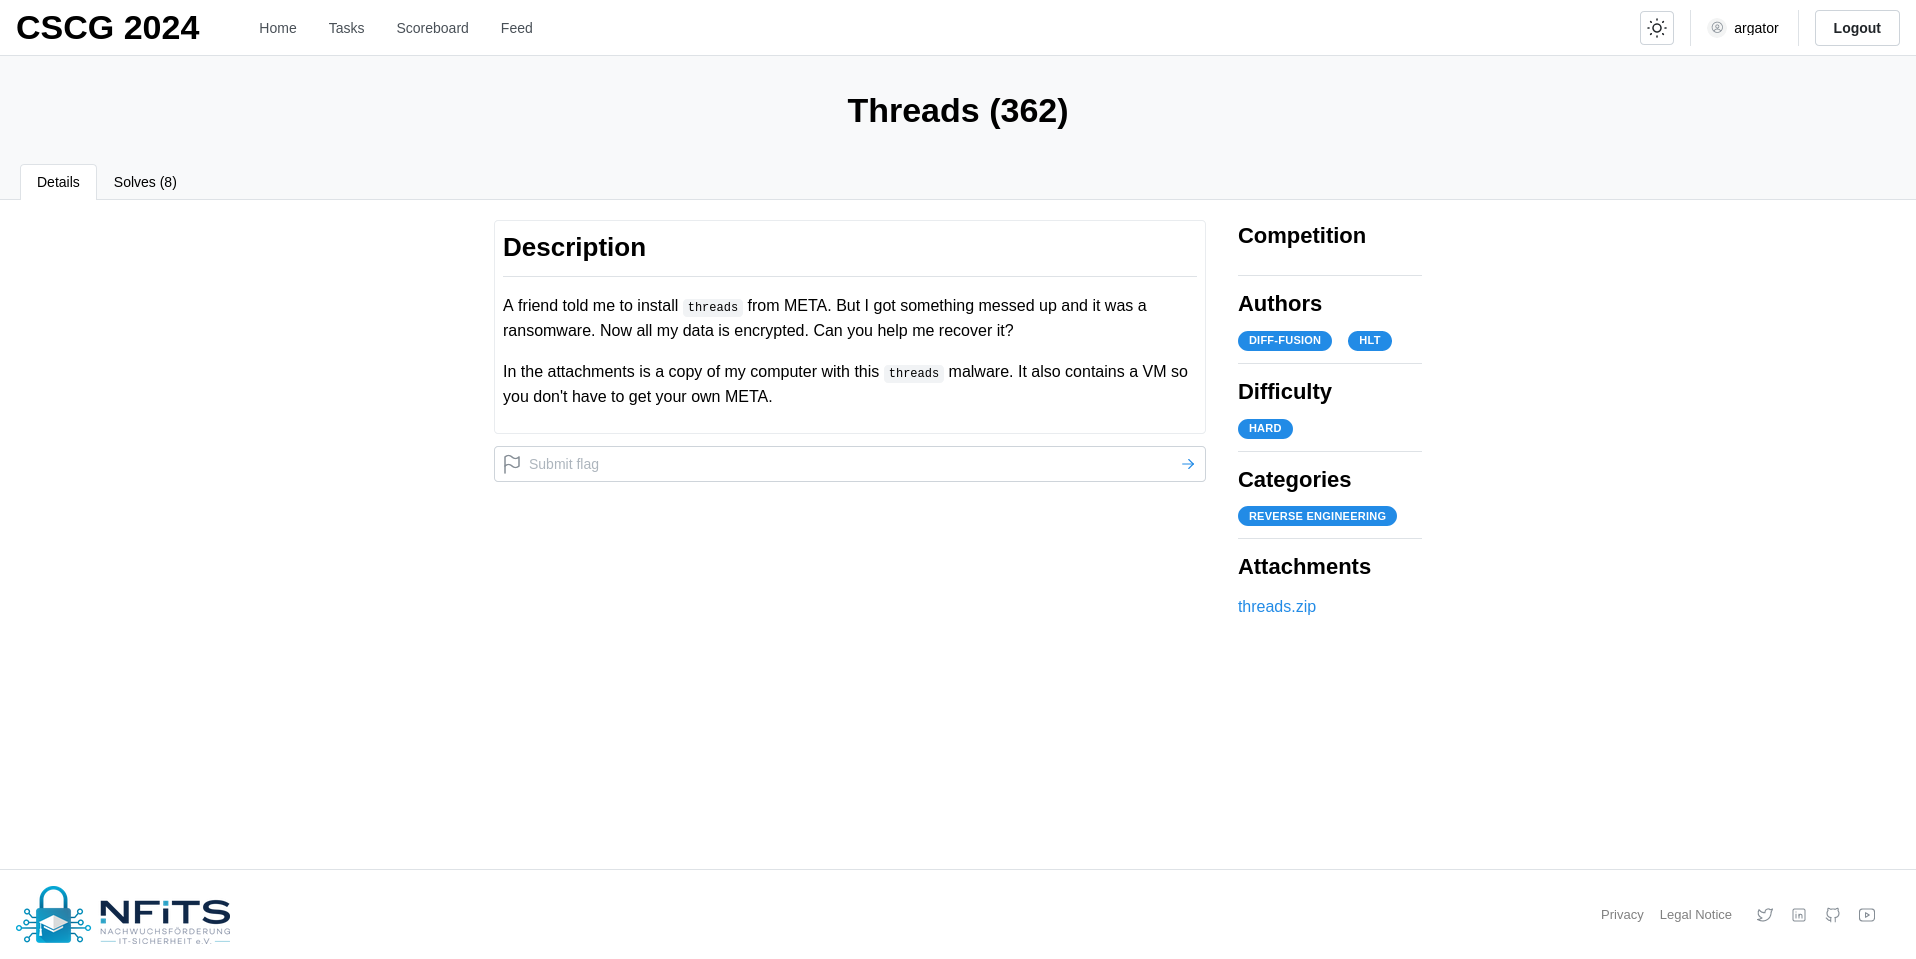 CSCG 2024
Home Tasks Scoreboard Feed
argator
Logout
Threads (362)
Details
Solves (8)
Description
A friend told me to install threads from META. But I got something messed up and it was a
ransomware. Now all my data is encrypted. Can you help me recover it?
In the attachments is a copy of my computer with this threads malware. It also contains a VM so
you don't have to get your own META.
Submit flag
Competition
Authors
DIFF-FUSION HLT
Difficulty
HARD
Categories
REVERSE ENGINEERING
Attachments
threads.zip
NFiTS
NACHWUCHSFÖRDERUNG
IT-SICHERHEIT e.V.
Privacy Legal Notice